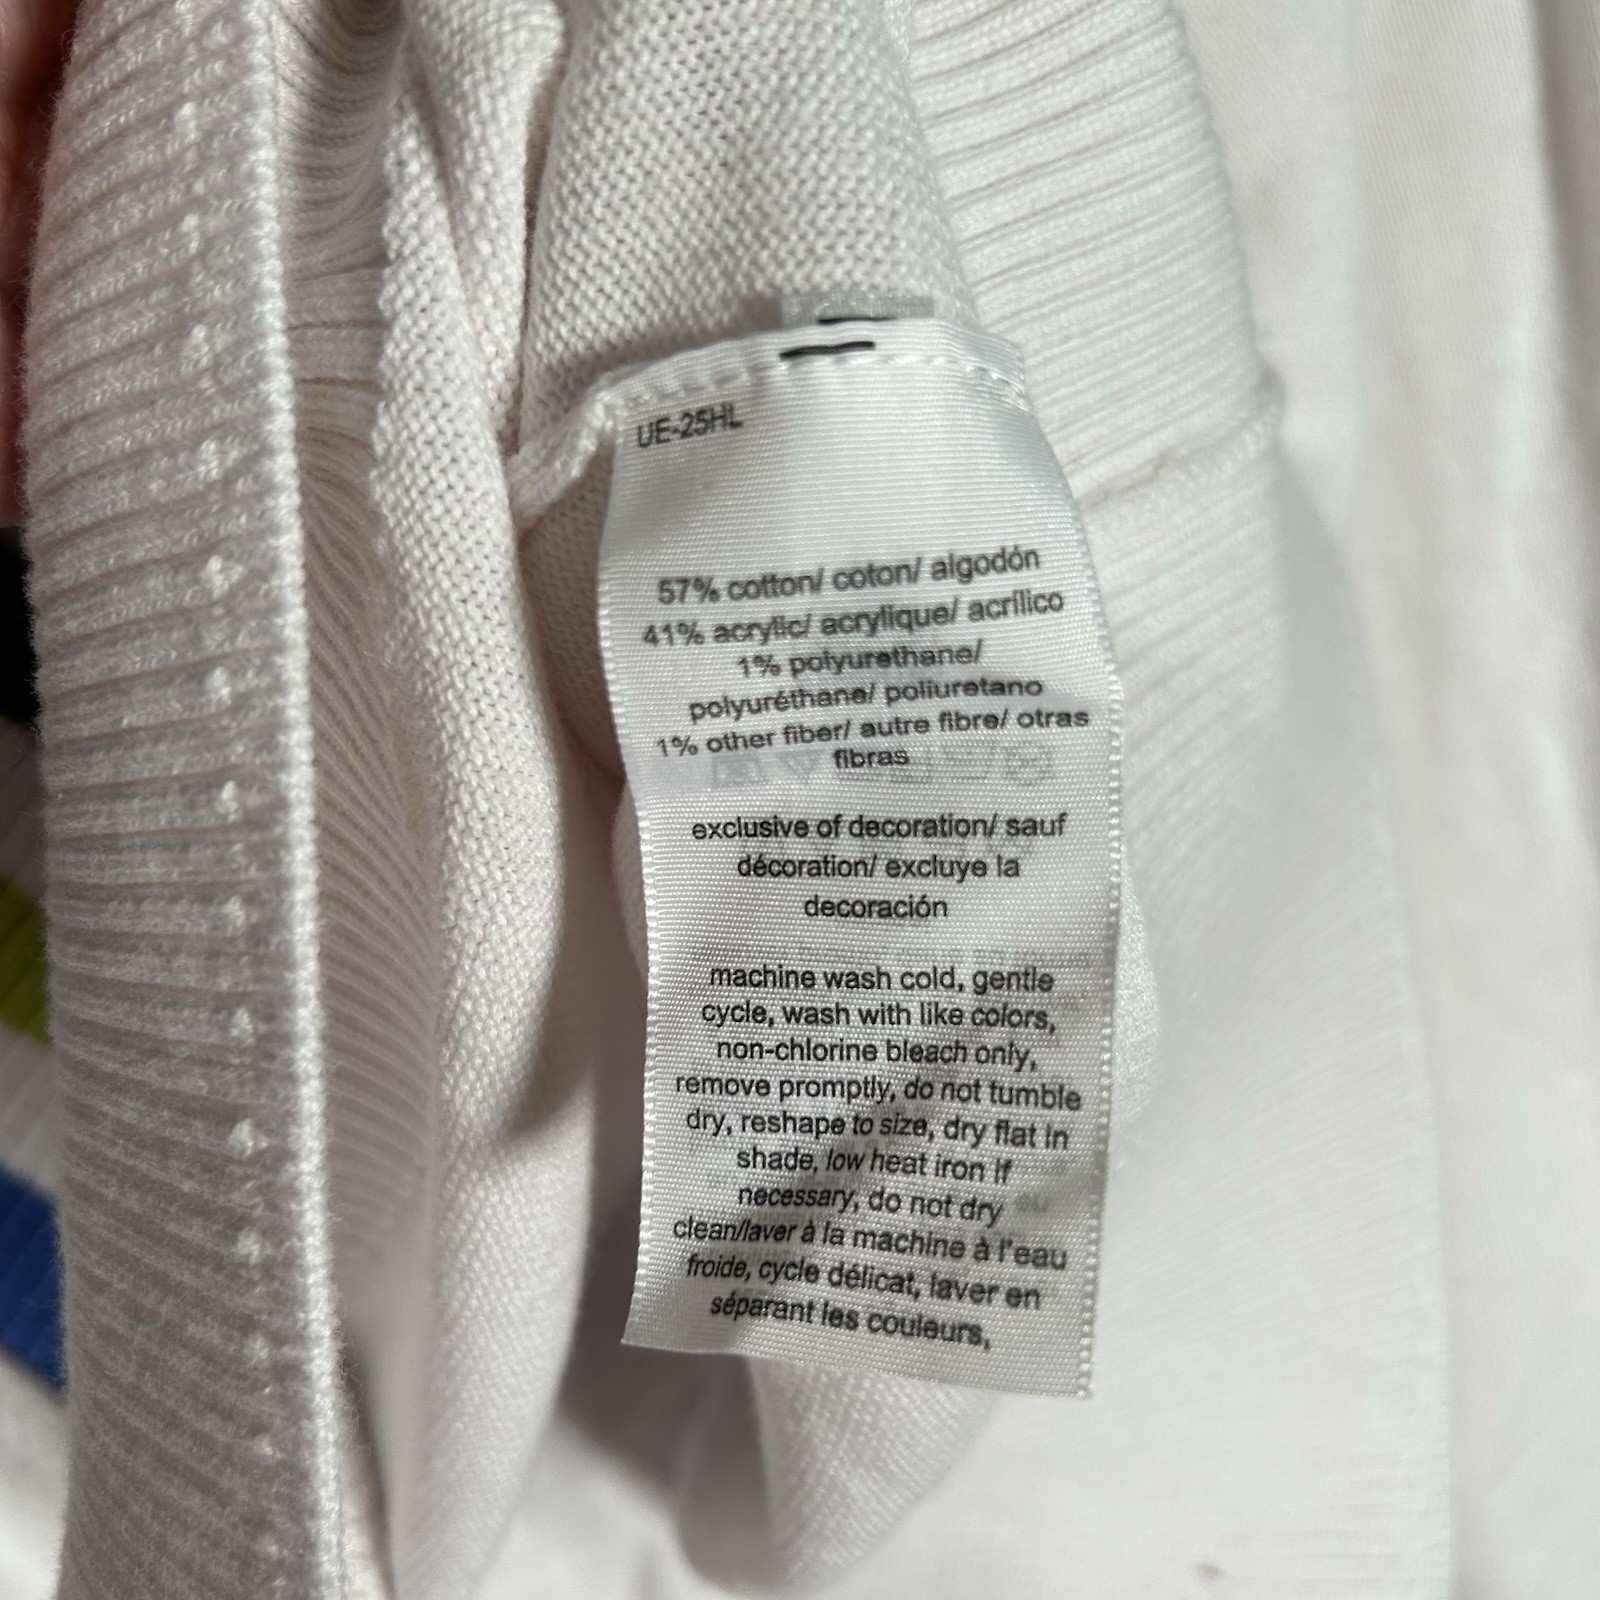 UE-25HL
57% cotton/ coton/ algodón
41% acrylic/ acrylique/ acrílico
1% polyurethane/
polyuréthane/ poliuretano
1% other fiber/ autre fibre/ otras
fibras
exclusive of decoration/ sauf
décoration/ excluye la
decoración
machine wash cold, gentle
cycle, wash with like colors,
non-chlorine bleach only,
remove promptly, do not tumble
dry, reshape to size, dry flat in
shade, low heat iron if
necessary, do not dry
clean/laver à la machine à l'eau
froide, cycle délicat, laver en
séparant les couleurs,